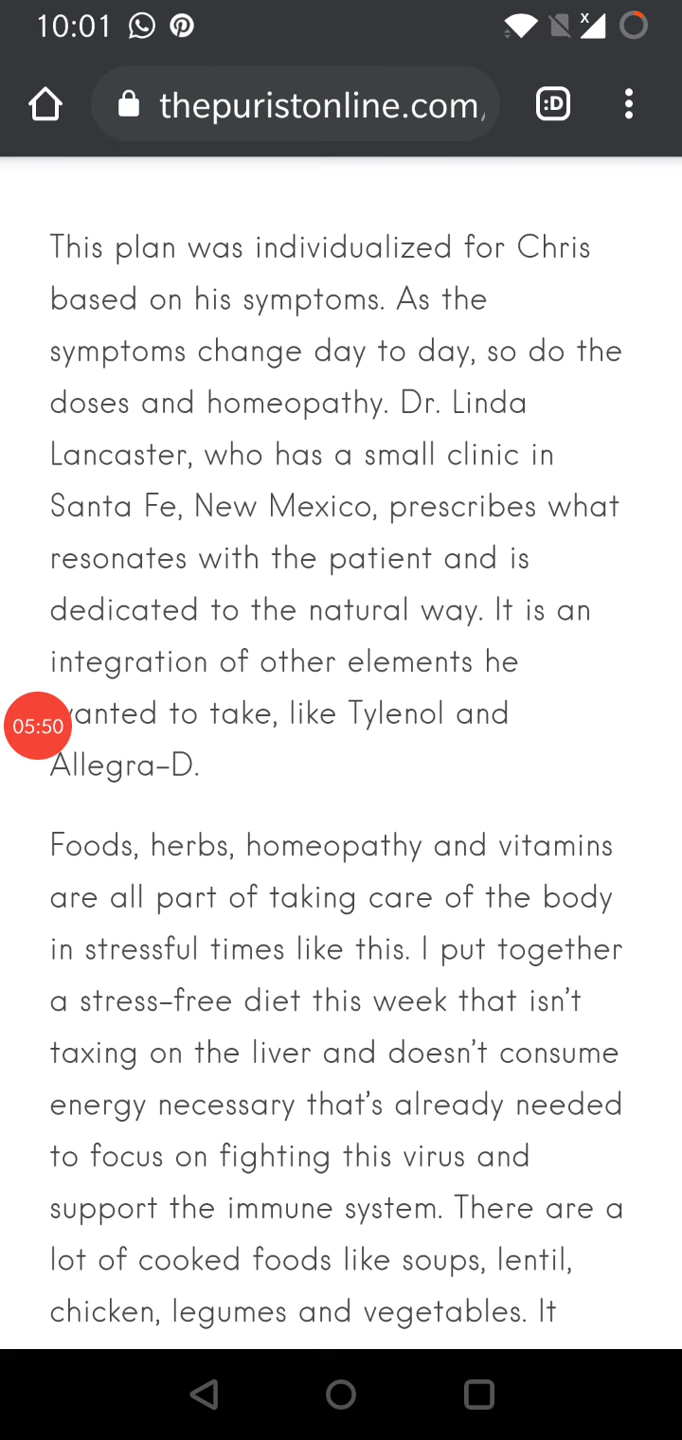 10:01
thepuristonline.com,
:D
This plan was individualized for Chris
based on his symptoms. As the
symptoms change day to day, so do the
doses and homeopathy. Dr. Linda
Lancaster, who has a small clinic in
Santa Fe, New Mexico, prescribes what
resonates with the patient and is
dedicated to the natural way. It is an
integration of other elements he
wanted to take, like Tylenol and
05:50
Allegra-D.
Foods, herbs, homeopathy and vitamins
are all part of taking care of the body
in stressful times like this. I put together
a stress-free diet this week that isn't
taxing on the liver and doesn't consume
energy necessary that's already needed
to focus on fighting this virus and
support the immune system. There are a
lot of cooked foods like soups, lentil,
chicken, legumes and vegetables. It